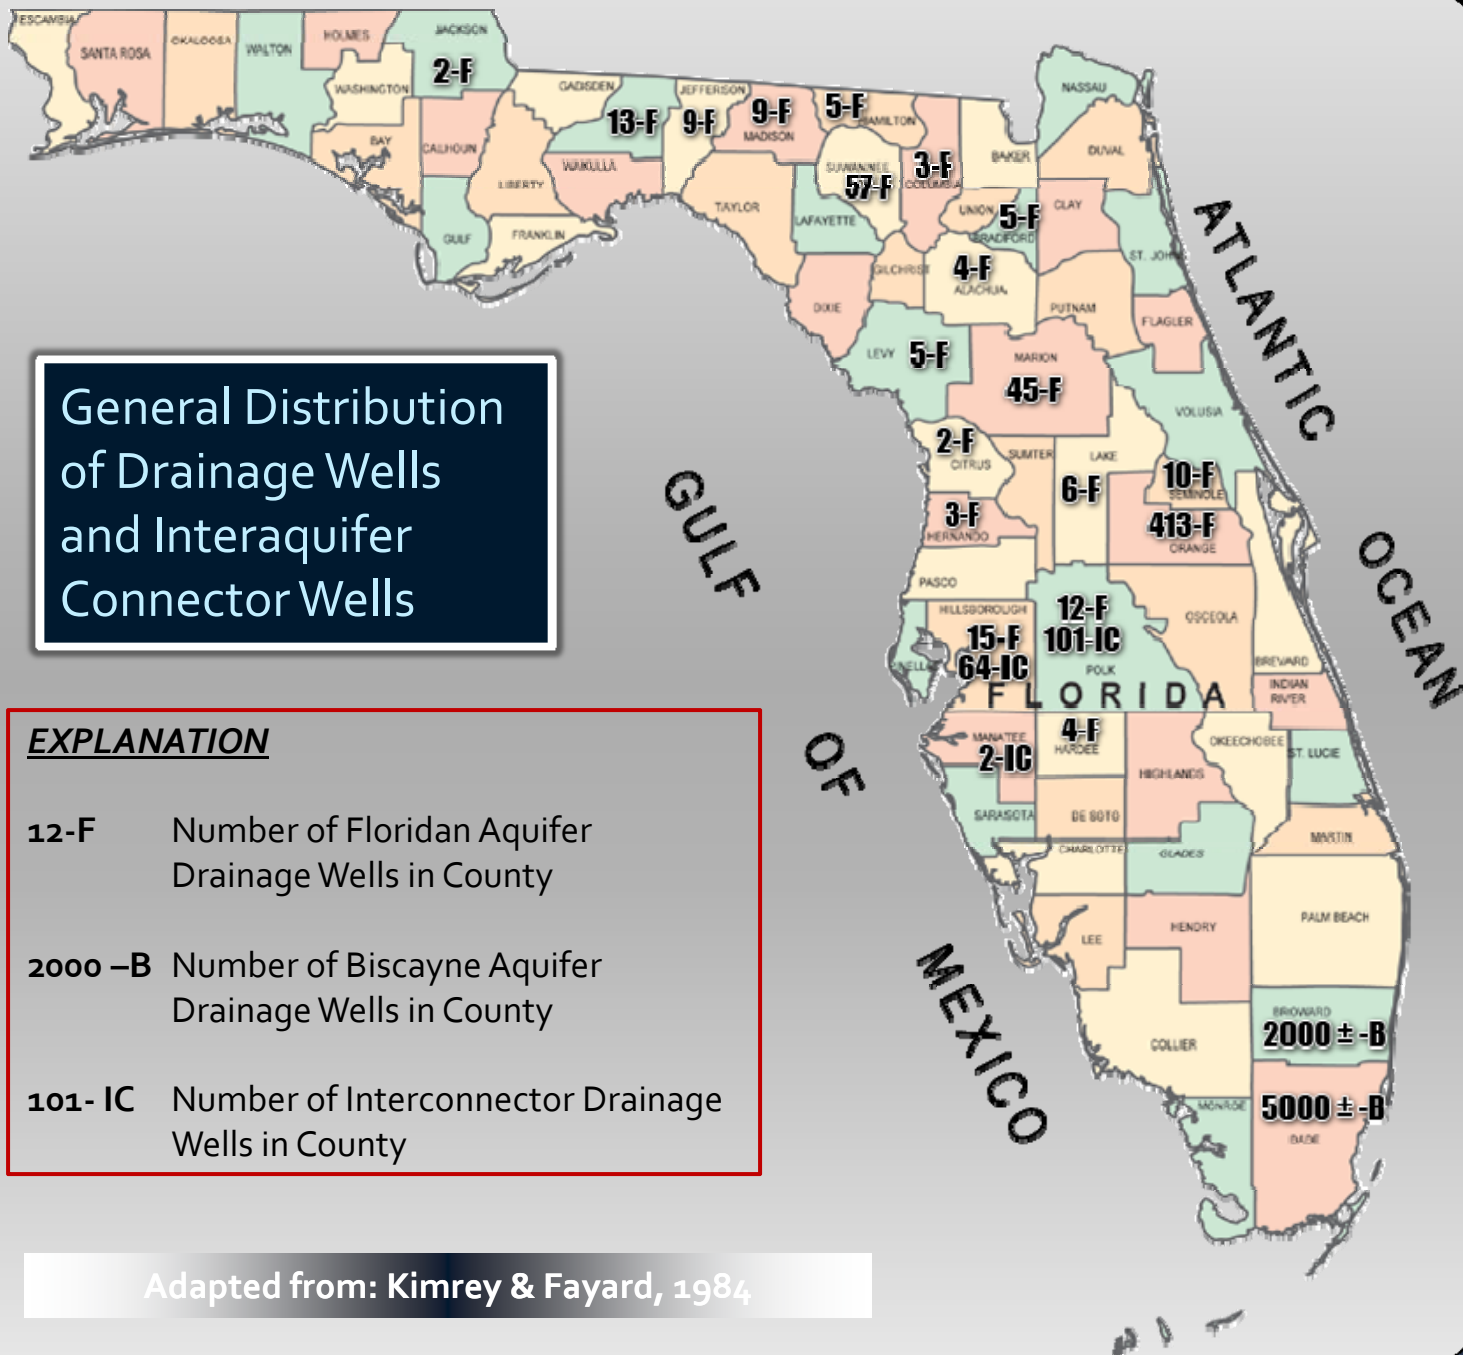 ESCAMBIA
SANTA ROSA
OKALOOSA
WALTON
HOLMES
JACKSON
2-F
WASHINGTON
BAY
CALHOUN
GULF
GADSDEN
LIBERTY
FRANKLIN
13-F
WAKULLA
JEFFERSON
9-F
9-F
MADISON
TAYLOR
5-F
HAMILTON
SUWANNEE
57-F
LAFAYETTE
3-F
COLUMBIA
BAKER
NASSAU
DUVAL
UNION
5-F
BRADFORD
CLAY
ST. JOHNS
DIXIE
GILCHRIST
4-F
ALACHUA
PUTNAM
FLAGLER
LEVY
5-F
MARION
45-F
VOLUSIA
ATLANTIC
OCEAN
General Distribution
of Drainage Wells
and Interaquifer
Connector Wells
GULF
OF
MEXICO
2-F
CITRUS
SUMTER
LAKE
6-F
10-F
SEMINOLE
413-F
ORANGE
3-F
HERNANDO
PASCO
HILLSBOROUGH
15-F
64-IC
12-F
101-IC
POLK
OSCEOLA
BREVARD
FLORIDA
INDIAN
RIVER
MANATEE
2-IC
4-F
HARDEE
HIGHLANDS
OKEECHOBEE
ST. LUCIE
SARASOTA
DE SOTO
MARTIN
CHARLOTTE
GLADES
LEE
HENDRY
PALM BEACH
COLLIER
BROWARD
2000 ± -B
MONROE
5000 ± -B
DADE
EXPLANATION
12-F Number of Floridan Aquifer
Drainage Wells in County
2000 –B Number of Biscayne Aquifer
Drainage Wells in County
101- IC Number of Interconnector Drainage
Wells in County
Adapted from: Kimrey & Fayard, 1984